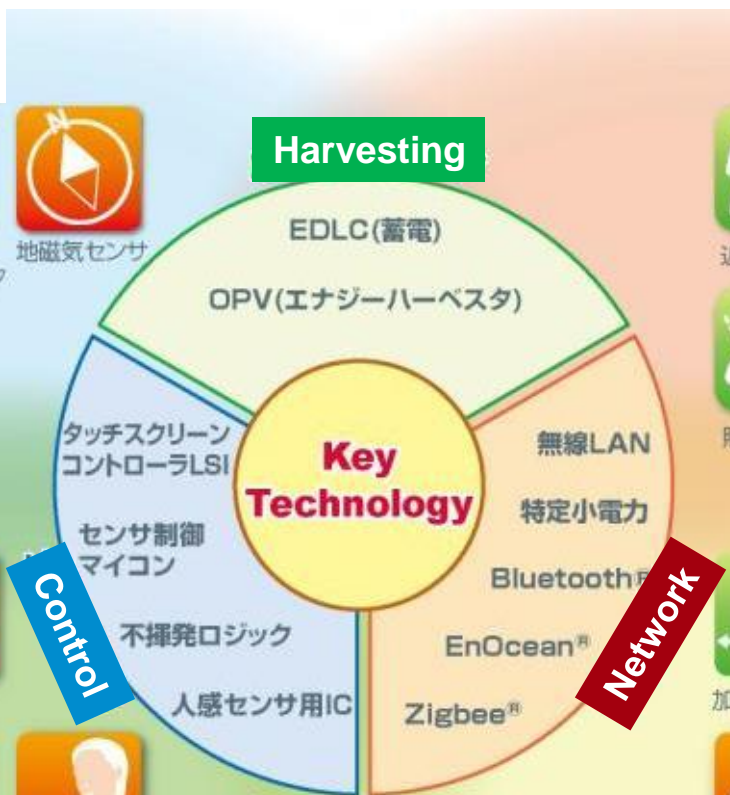 N
Harvesting
地磁気センサ
EDLC(蓄電)
OPV(エナジーハーベスタ)
Key
Technology
タッチスクリーン
コントローラLSI
センサ制御
マイコン
不揮発ロジック
人感センサ用IC
Control
無線LAN
特定小電力
Bluetooth®
EnOcean®
Zigbee®
Network
加